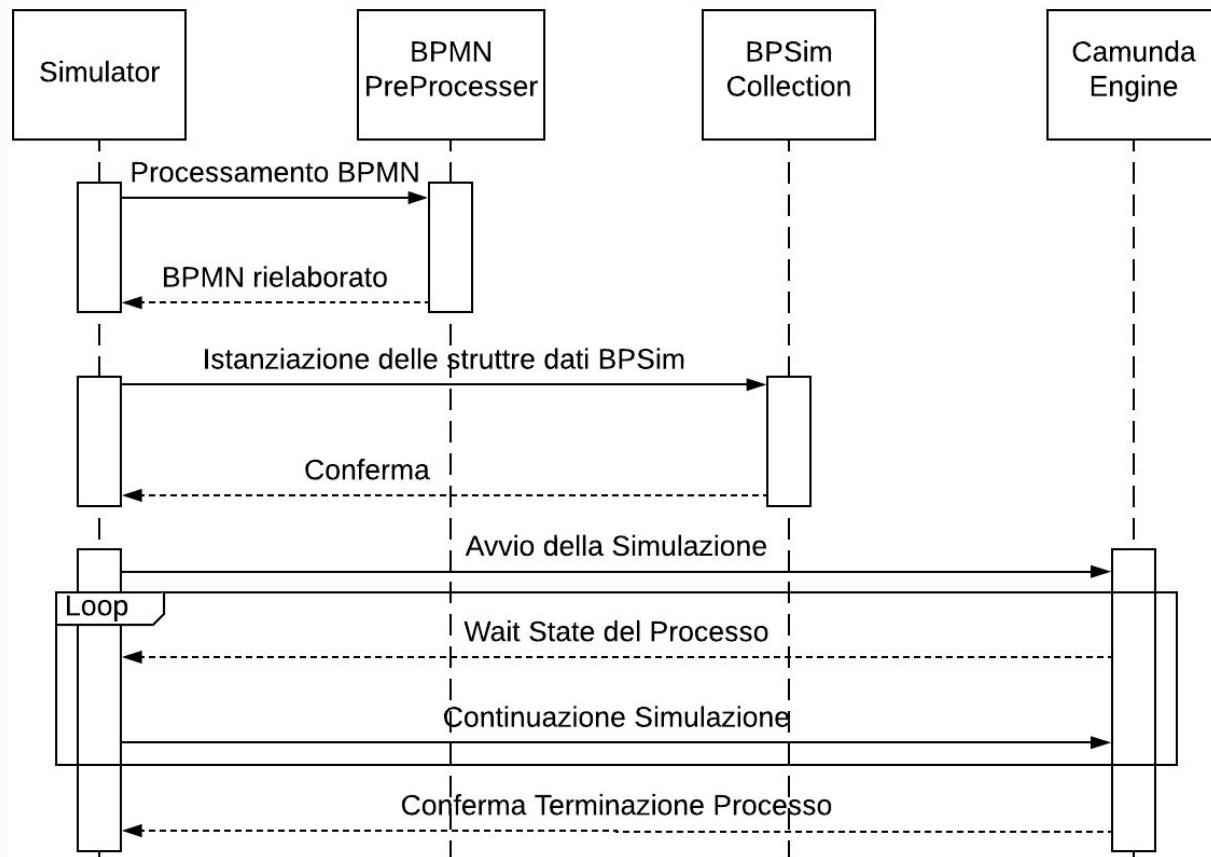 Simulator
BPMN
PreProcesser
BPSim
Collection
Camunda
Engine
Processamento BPMN
BPMN rielaborato
Istanziazione delle struttre dati BPSim
Conferma
Avvio della Simulazione
Loop
Wait State del Processo
Continuazione Simulazione
Conferma Terminazione Processo